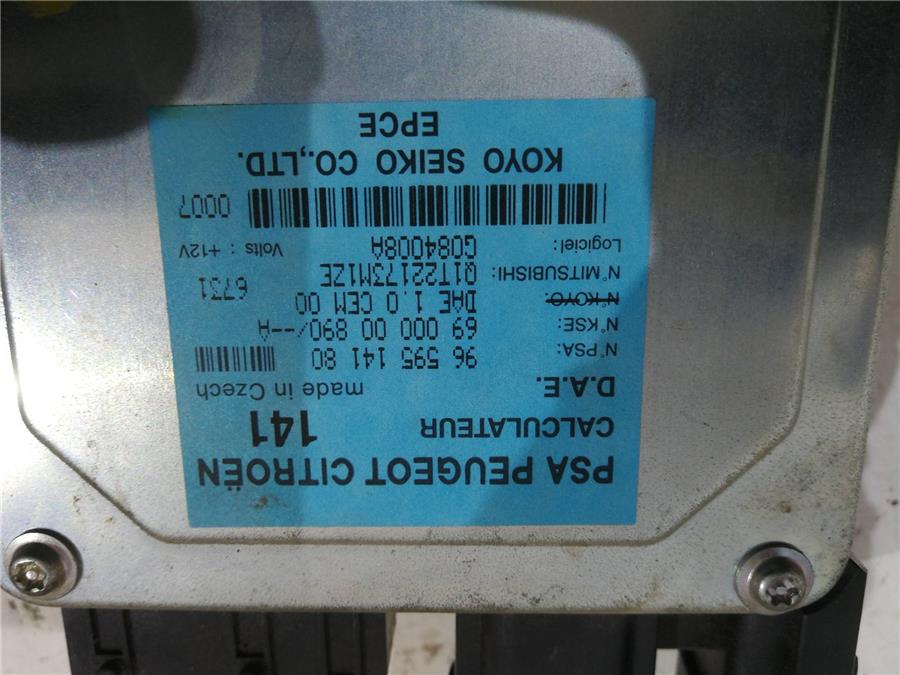 PSA PEUGEOT CITROËN
CALCULATEUR 141
D.A.E. made in Czech
N°PSA: 96 595 141 80
N°KSE: 69 000 00 890/--A
N°KOYO: DAE 1.0 CEM 00
N°MITSUBISHI: Q1T22173M1ZE 6731
Logiciel: G084008A Volts : +12V
0007
KOYO SEIKO CO.,LTD.
EPCE